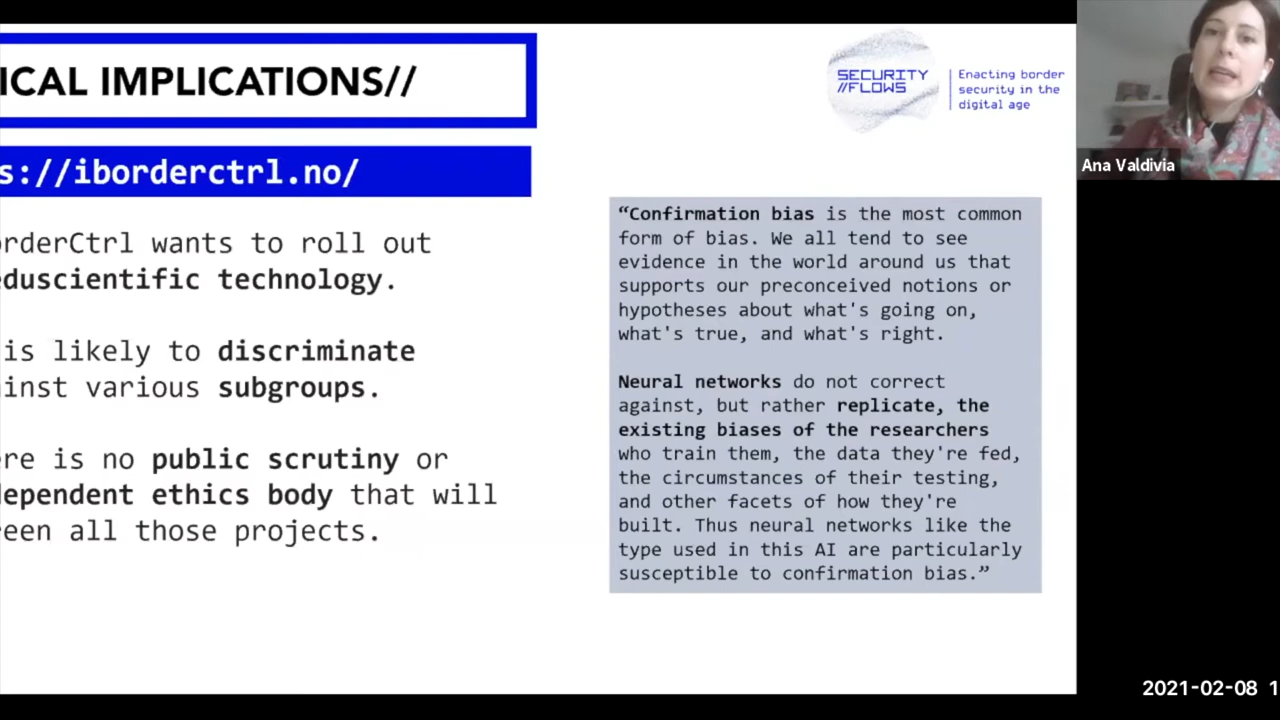 ICAL IMPLICATIONS//
s://iborderctrl.no/
orderCtrl wants to roll out
eduscientific technology.
is likely to discriminate
inst various subgroups.
ere is no public scrutiny or
dependent ethics body that will
een all those projects.
SECURITY
//FLOWS
Enacting border
security in the
digital age
“Confirmation bias is the most common
form of bias. We all tend to see
evidence in the world around us that
supports our preconceived notions or
hypotheses about what's going on,
what's true, and what's right.
Neural networks do not correct
against, but rather replicate, the
existing biases of the researchers
who train them, the data they're fed,
the circumstances of their testing,
and other facets of how they're
built. Thus neural networks like the
type used in this AI are particularly
susceptible to confirmation bias.”
Ana Valdivia
2021-02-08 1